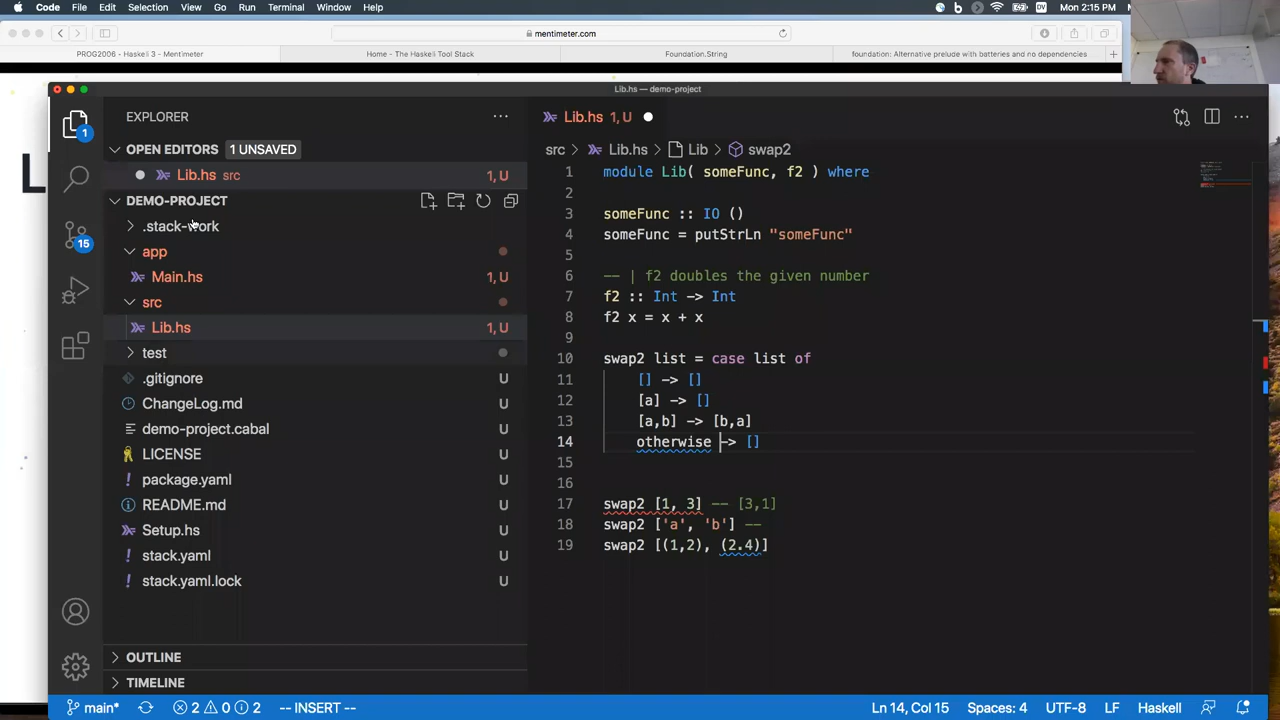 Code File Edit Selection View Go Run Terminal Window Help
DV Mon 2:15 PM
mentimeter.com
PROG2006 - Haskell 3 - Mentimeter Home - The Haskell Tool Stack Foundation.String foundation: Alternative prelude with batteries and no dependencies
Lib.hs — demo-project
L
EXPLORER
Lib.hs 1, U
1
OPEN EDITORS 1 UNSAVED
src > Lib.hs > Lib > swap2
Lib.hs src 1, U
DEMO-PROJECT
.stack-work
15
app
Main.hs 1, U
src
Lib.hs 1, U
test
.gitignore U
ChangeLog.md U
demo-project.cabal U
LICENSE U
package.yaml U
README.md U
Setup.hs U
stack.yaml U
stack.yaml.lock U
OUTLINE
TIMELINE
1 module Lib( someFunc, f2 ) where
2
3 someFunc :: IO ()
4 someFunc = putStrLn "someFunc"
5
6 -- | f2 doubles the given number
7 f2 :: Int -> Int
8 f2 x = x + x
9
10 swap2 list = case list of
11 [] -> []
12 [a] -> []
13 [a,b] -> [b,a]
14 otherwise -> []
15
16
17 swap2 [1, 3] -- [3,1]
18 swap2 ['a', 'b'] --
19 swap2 [(1,2), (2.4)]
main* 2 0 2 -- INSERT -- Ln 14, Col 15 Spaces: 4 UTF-8 LF Haskell